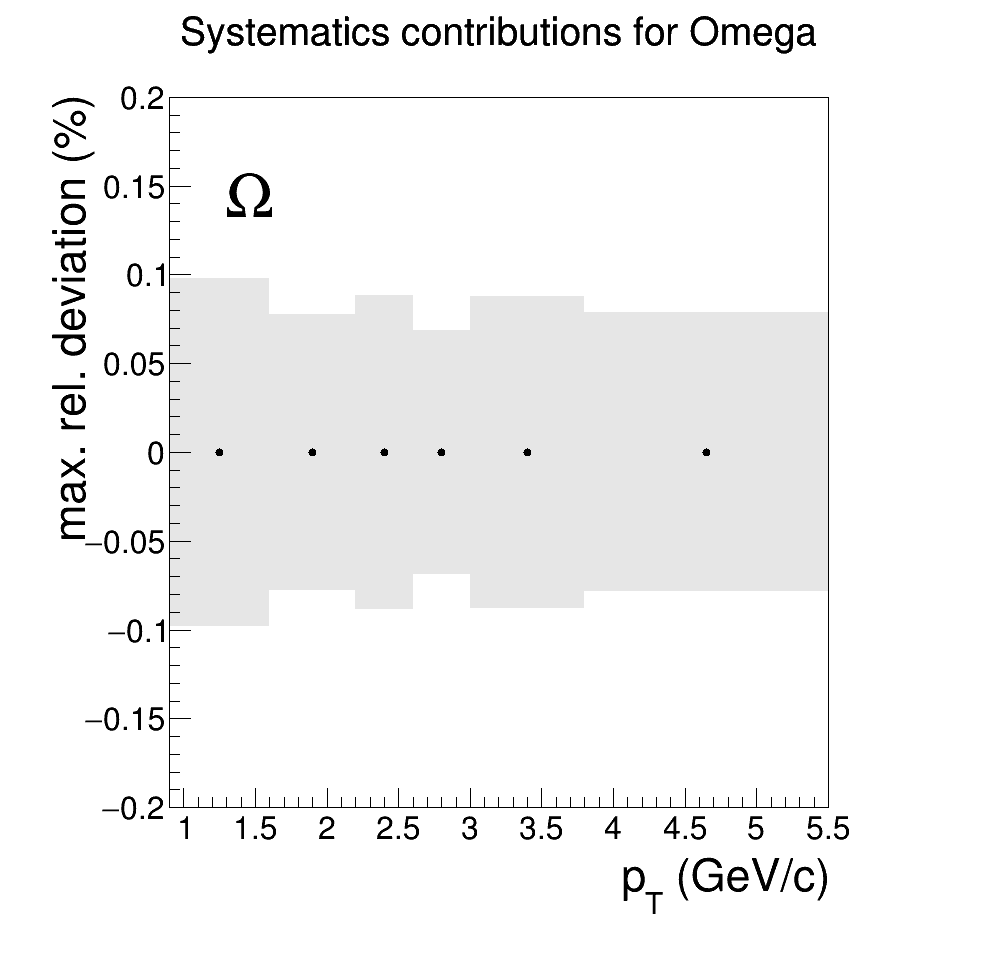 Systematics contributions for Omega
max. rel. deviation (%)
0.2
0.15
0.1
0.05
0
−0.05
−0.1
−0.15
−0.2
Ω
1 1.5 2 2.5 3 3.5 4 4.5 5 5.5
p_T (GeV/c)